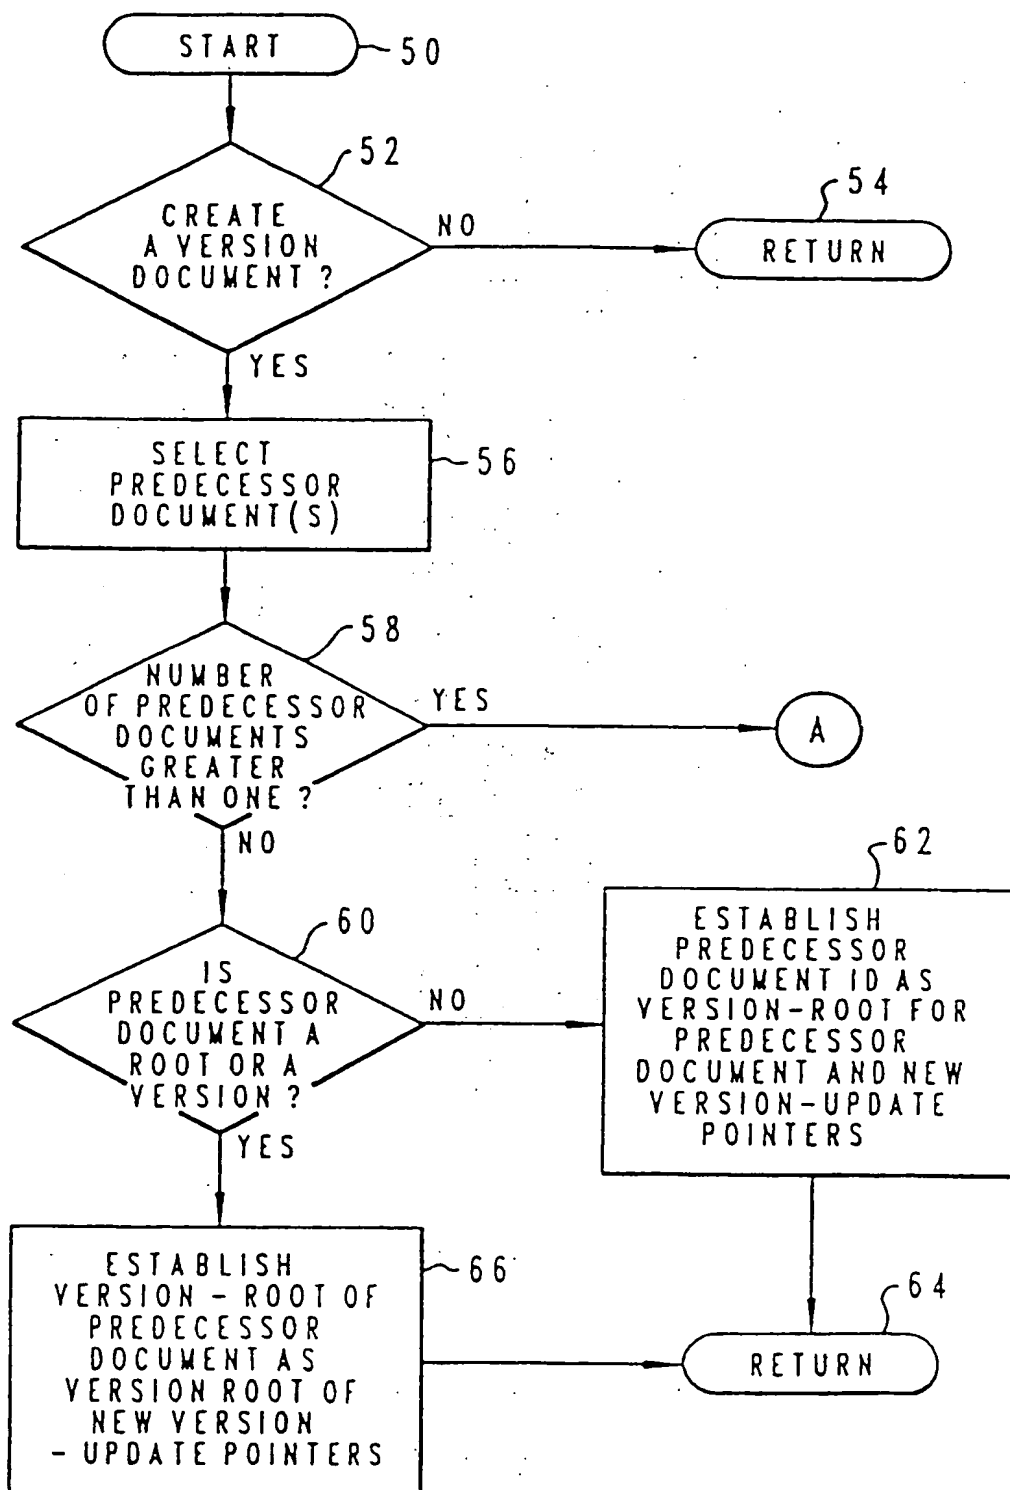 START
50
52
CREATE
A VERSION
DOCUMENT ?
NO
54
RETURN
YES
SELECT
PREDECESSOR
DOCUMENT(S)
56
58
NUMBER
OF PREDECESSOR
DOCUMENTS
GREATER
THAN ONE ?
YES
A
NO
60
IS
PREDECESSOR
DOCUMENT A
ROOT OR A
VERSION ?
NO
62
ESTABLISH
PREDECESSOR
DOCUMENT ID AS
VERSION-ROOT FOR
PREDECESSOR
DOCUMENT AND NEW
VERSION-UPDATE
POINTERS
YES
ESTABLISH
VERSION - ROOT OF
PREDECESSOR
DOCUMENT AS
VERSION ROOT OF
NEW VERSION
- UPDATE POINTERS
66
64
RETURN